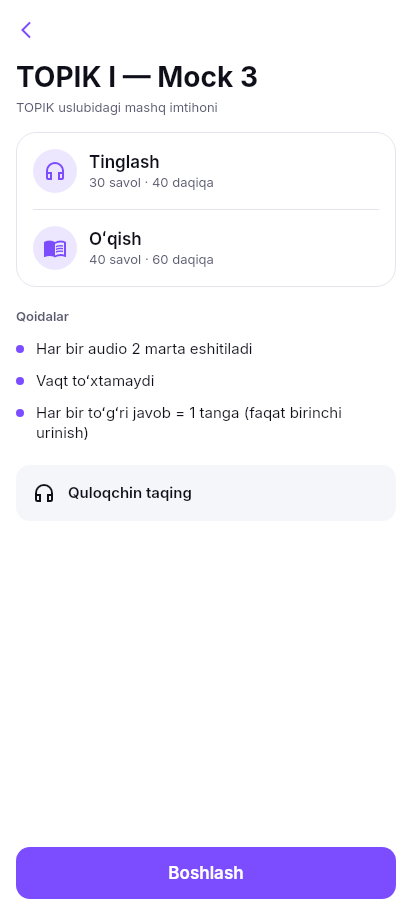 TOPIK I — Mock 3
TOPIK uslubidagi mashq imtihoni
Tinglash
30 savol · 40 daqiqa
Oʻqish
40 savol · 60 daqiqa
Qoidalar
Har bir audio 2 marta eshitiladi
Vaqt toʻxtamaydi
Har bir toʻgʻri javob = 1 tanga (faqat birinchi
urinish)
Quloqchin taqing
Boshlash